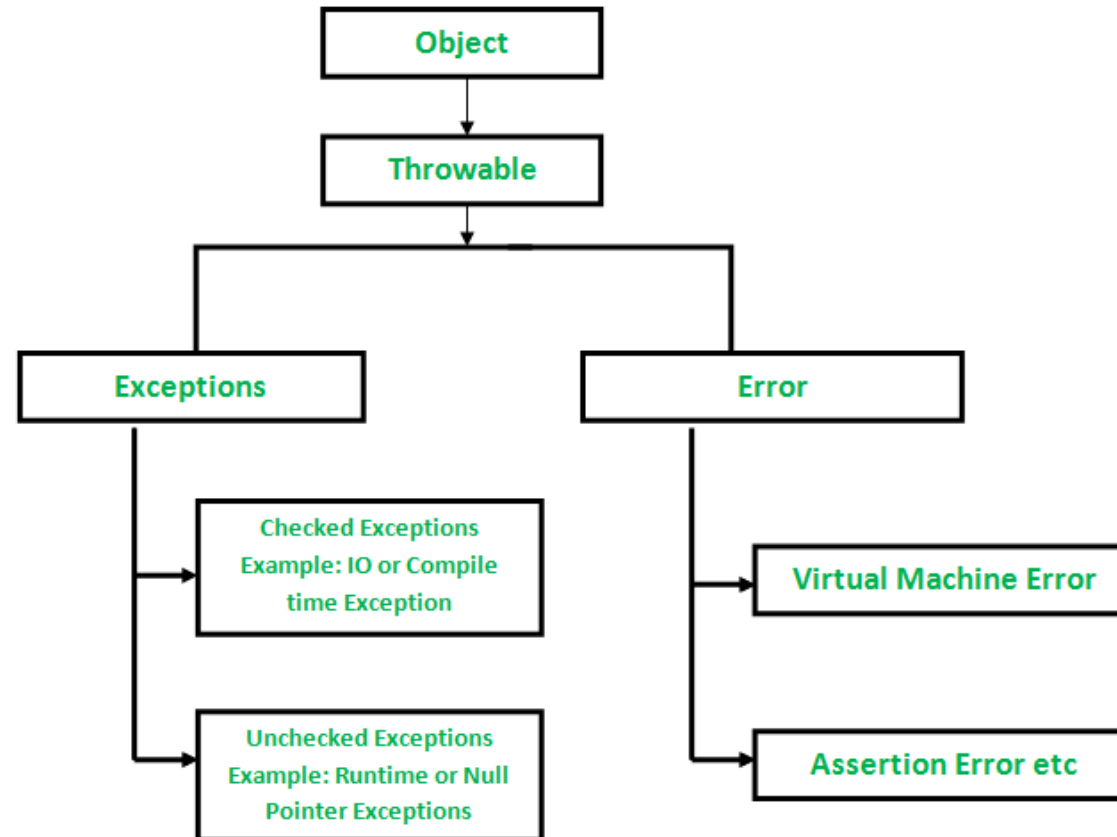 Object
Throwable
Exceptions
Error
Checked Exceptions
Example: IO or Compile
time Exception
Virtual Machine Error
Unchecked Exceptions
Example: Runtime or Null
Pointer Exceptions
Assertion Error etc